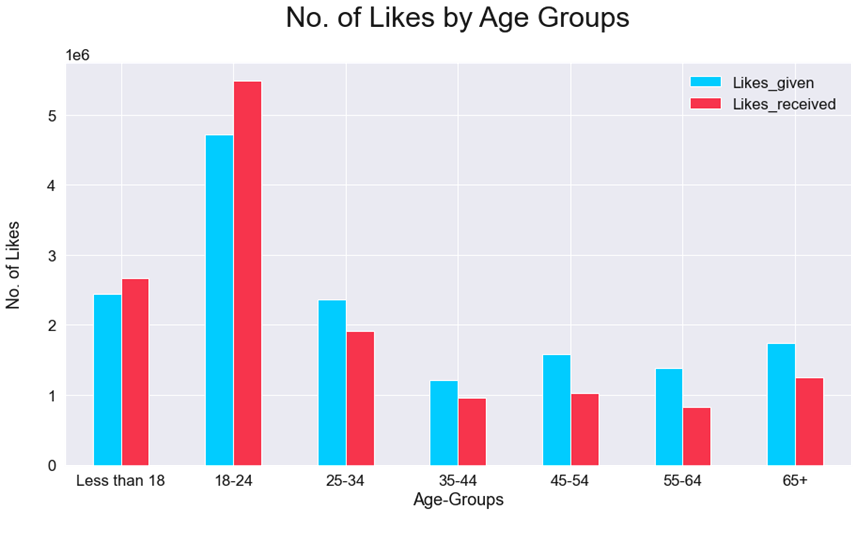 No. of Likes by Age Groups
1e6
Likes_given
Likes_received
5
4
3
2
1
0
No. of Likes
Less than 18 18-24 25-34 35-44 45-54 55-64 65+
Age-Groups